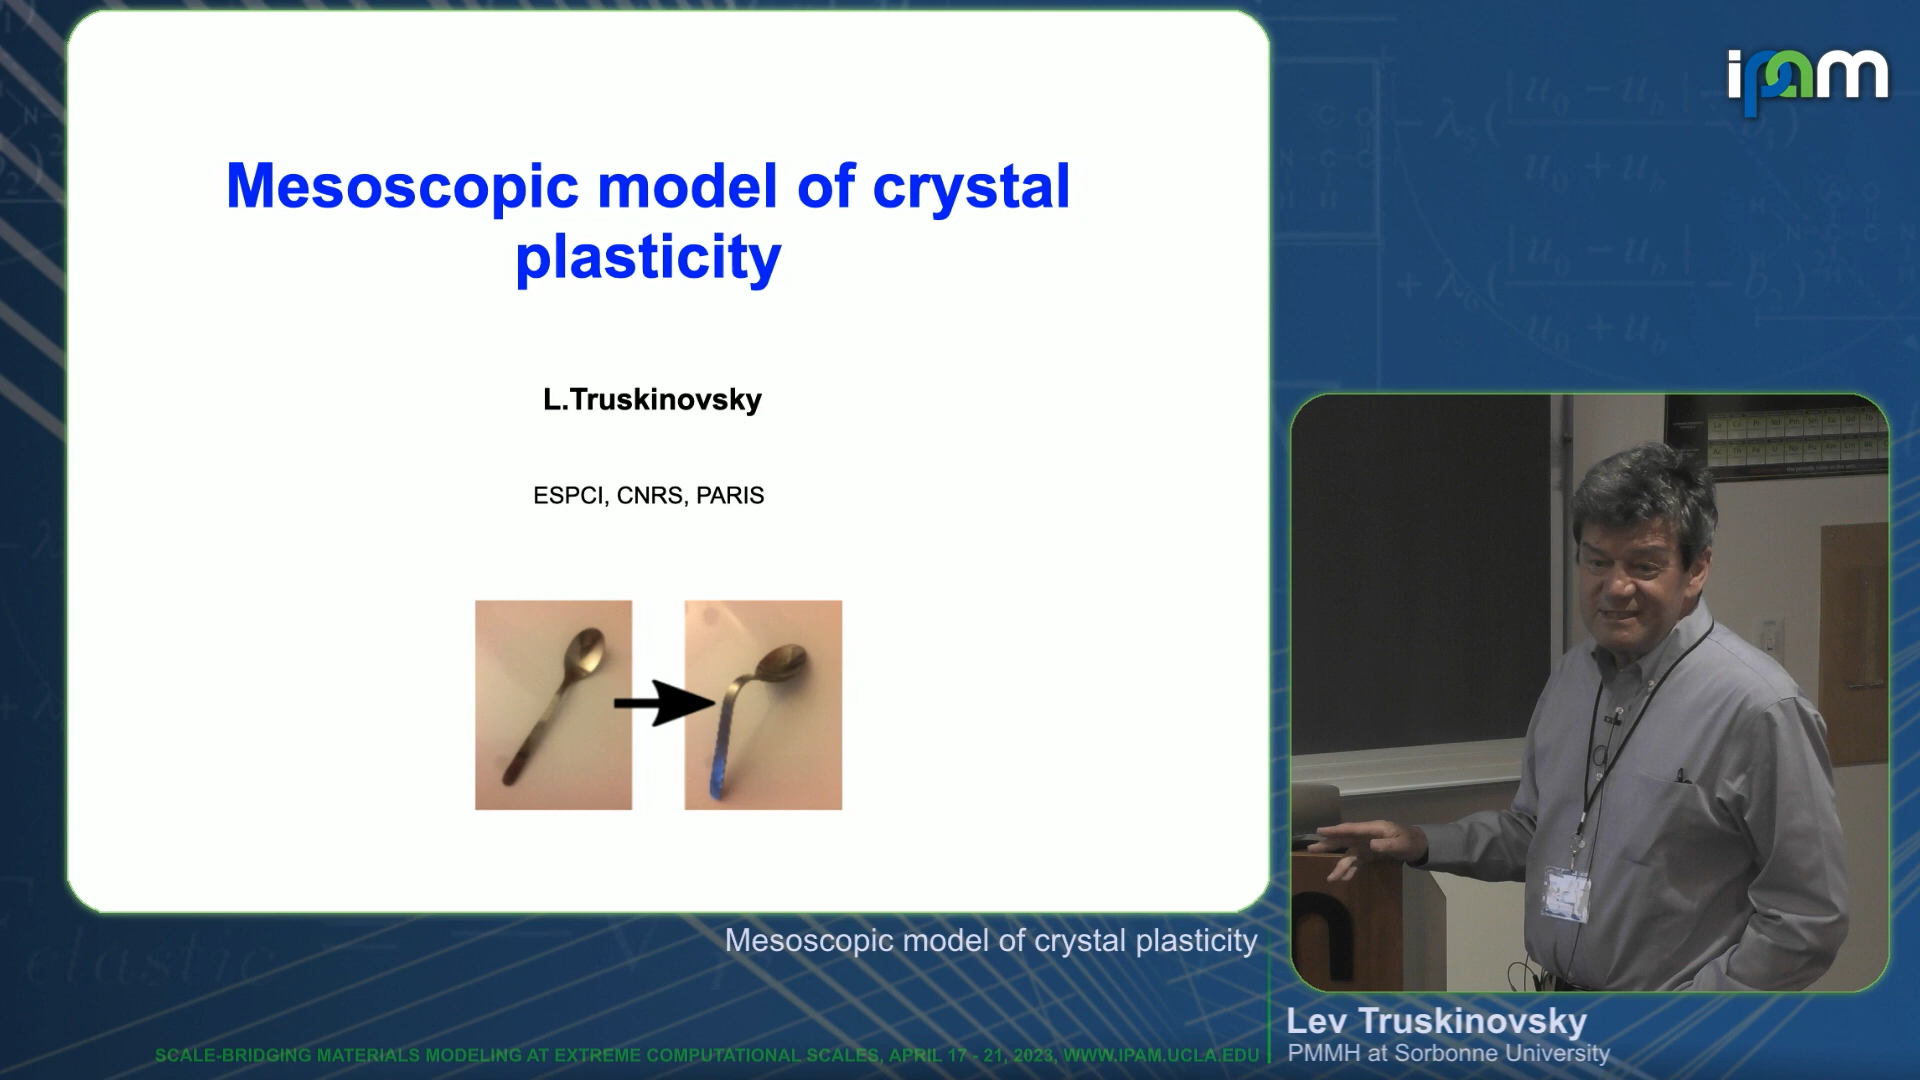 Mesoscopic model of crystal
plasticity
L.Truskinovsky
ESPCI, CNRS, PARIS
ipam
Mesoscopic model of crystal plasticity
Lev Truskinovsky
PMMH at Sorbonne University
SCALE-BRIDGING MATERIALS MODELING AT EXTREME COMPUTATIONAL SCALES, APRIL 17 - 21, 2023, WWW.IPAM.UCLA.EDU
elastic